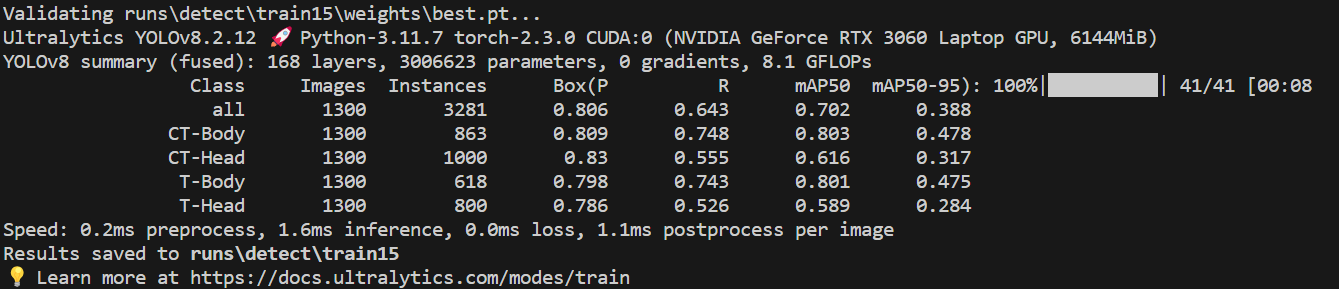 Validating runs\detect\train15\weights\best.pt...
Ultralytics YOLOv8.2.12 🚀 Python-3.11.7 torch-2.3.0 CUDA:0 (NVIDIA GeForce RTX 3060 Laptop GPU, 6144MiB)
YOLOv8 summary (fused): 168 layers, 3006623 parameters, 0 gradients, 8.1 GFLOPs
Class Images Instances Box(P R mAP50 mAP50-95): 100%|██████████| 41/41 [00:08
all 1300 3281 0.806 0.643 0.702 0.388
CT-Body 1300 863 0.809 0.748 0.803 0.478
CT-Head 1300 1000 0.83 0.555 0.616 0.317
T-Body 1300 618 0.798 0.743 0.801 0.475
T-Head 1300 800 0.786 0.526 0.589 0.284
Speed: 0.2ms preprocess, 1.6ms inference, 0.0ms loss, 1.1ms postprocess per image
Results saved to runs\detect\train15
💡 Learn more at https://docs.ultralytics.com/modes/train